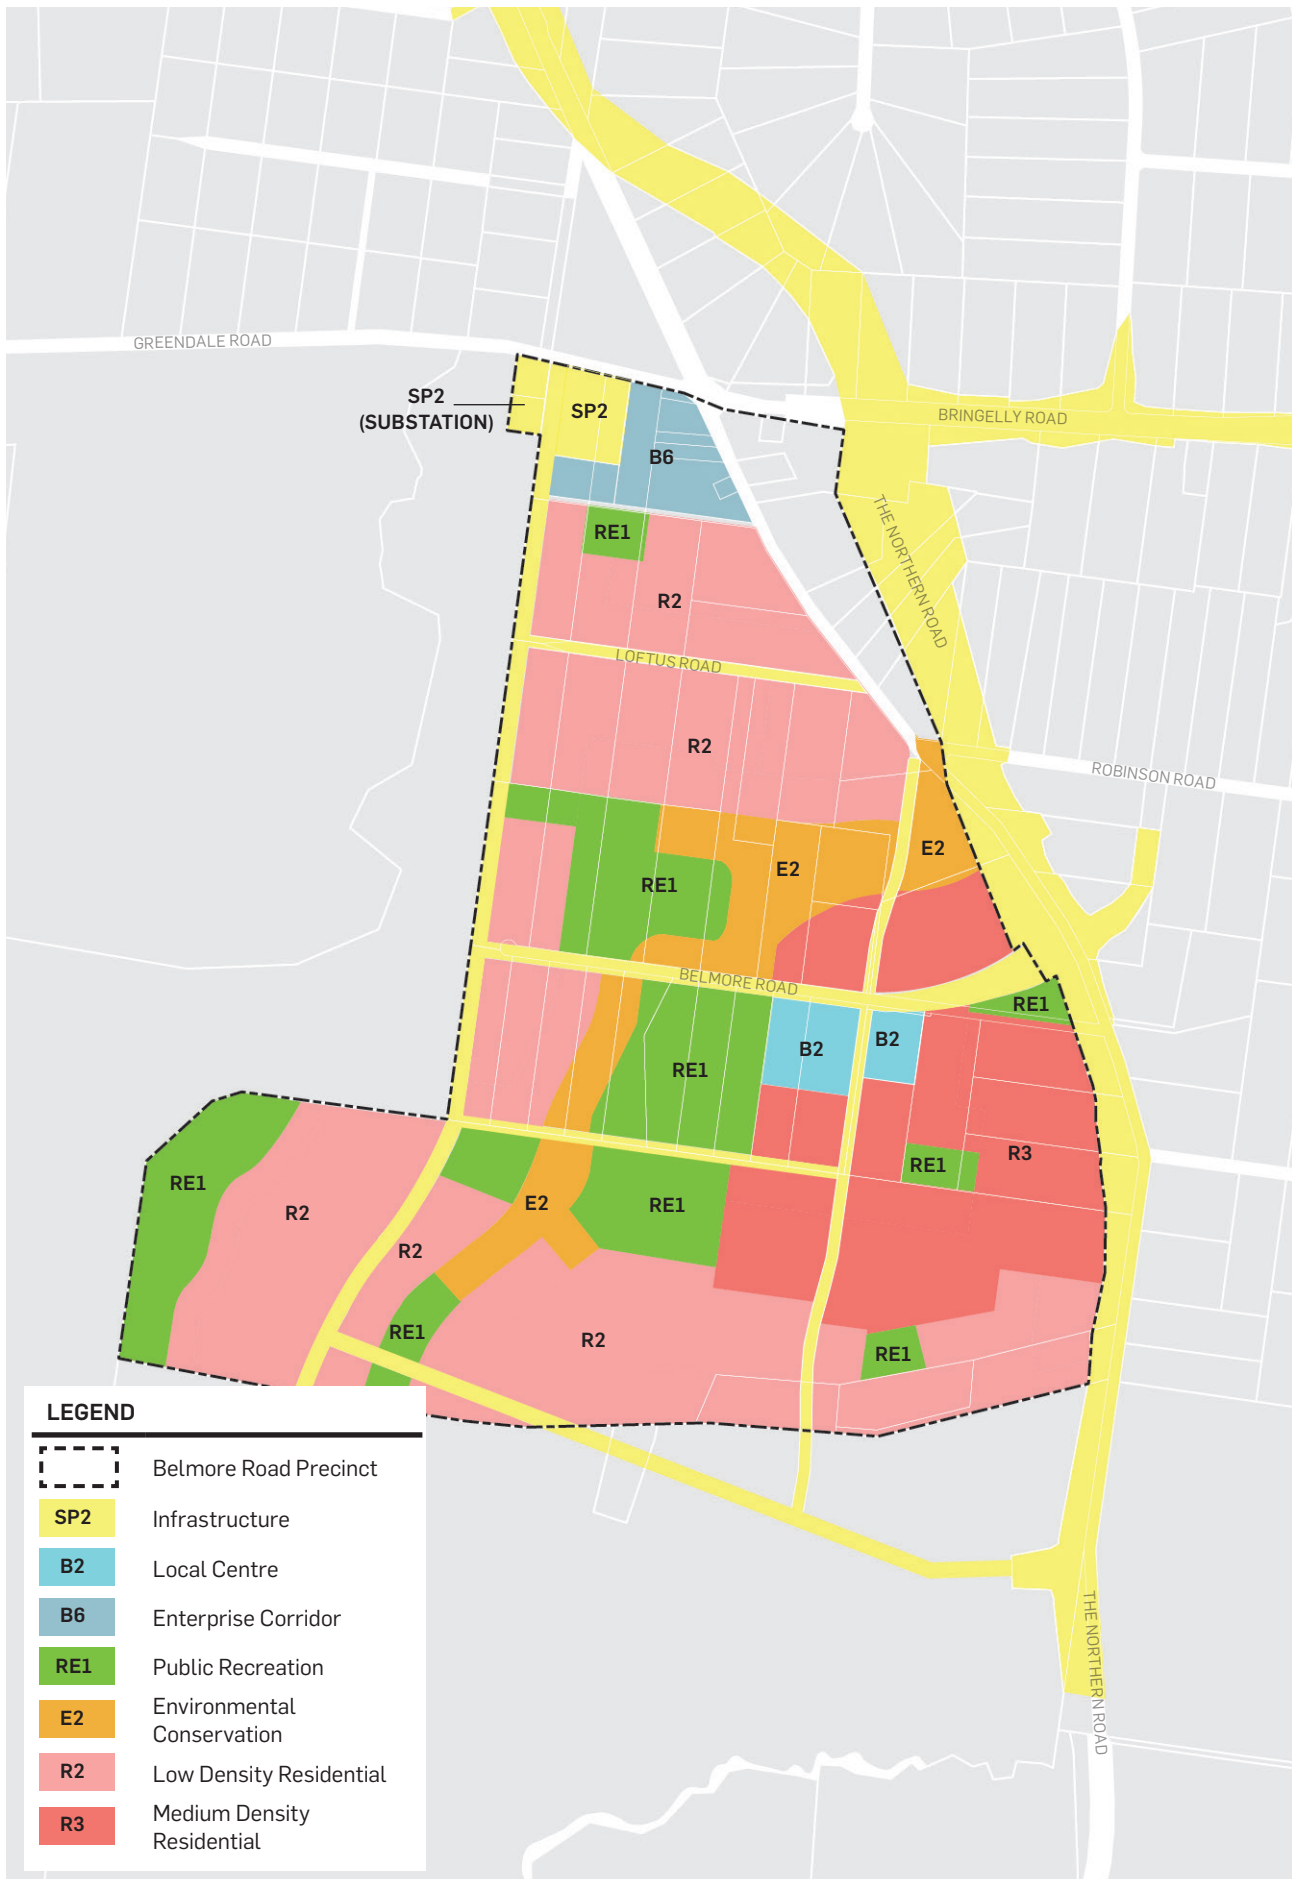 GREENDALE ROAD
SP2
(SUBSTATION)
SP2
BRINGELLY ROAD
B6
THE NORTHERN ROAD
RE1
R2
LOFTUS ROAD
R2
ROBINSON ROAD
E2
E2
RE1
BELMORE ROAD
RE1
B2
B2
RE1
R3
RE1
RE1
R2
E2
RE1
R2
RE1
R2
RE1
THE NORTHERN ROAD
LEGEND
Belmore Road Precinct
SP2 Infrastructure
B2 Local Centre
B6 Enterprise Corridor
RE1 Public Recreation
E2 Environmental
Conservation
R2 Low Density Residential
R3 Medium Density
Residential